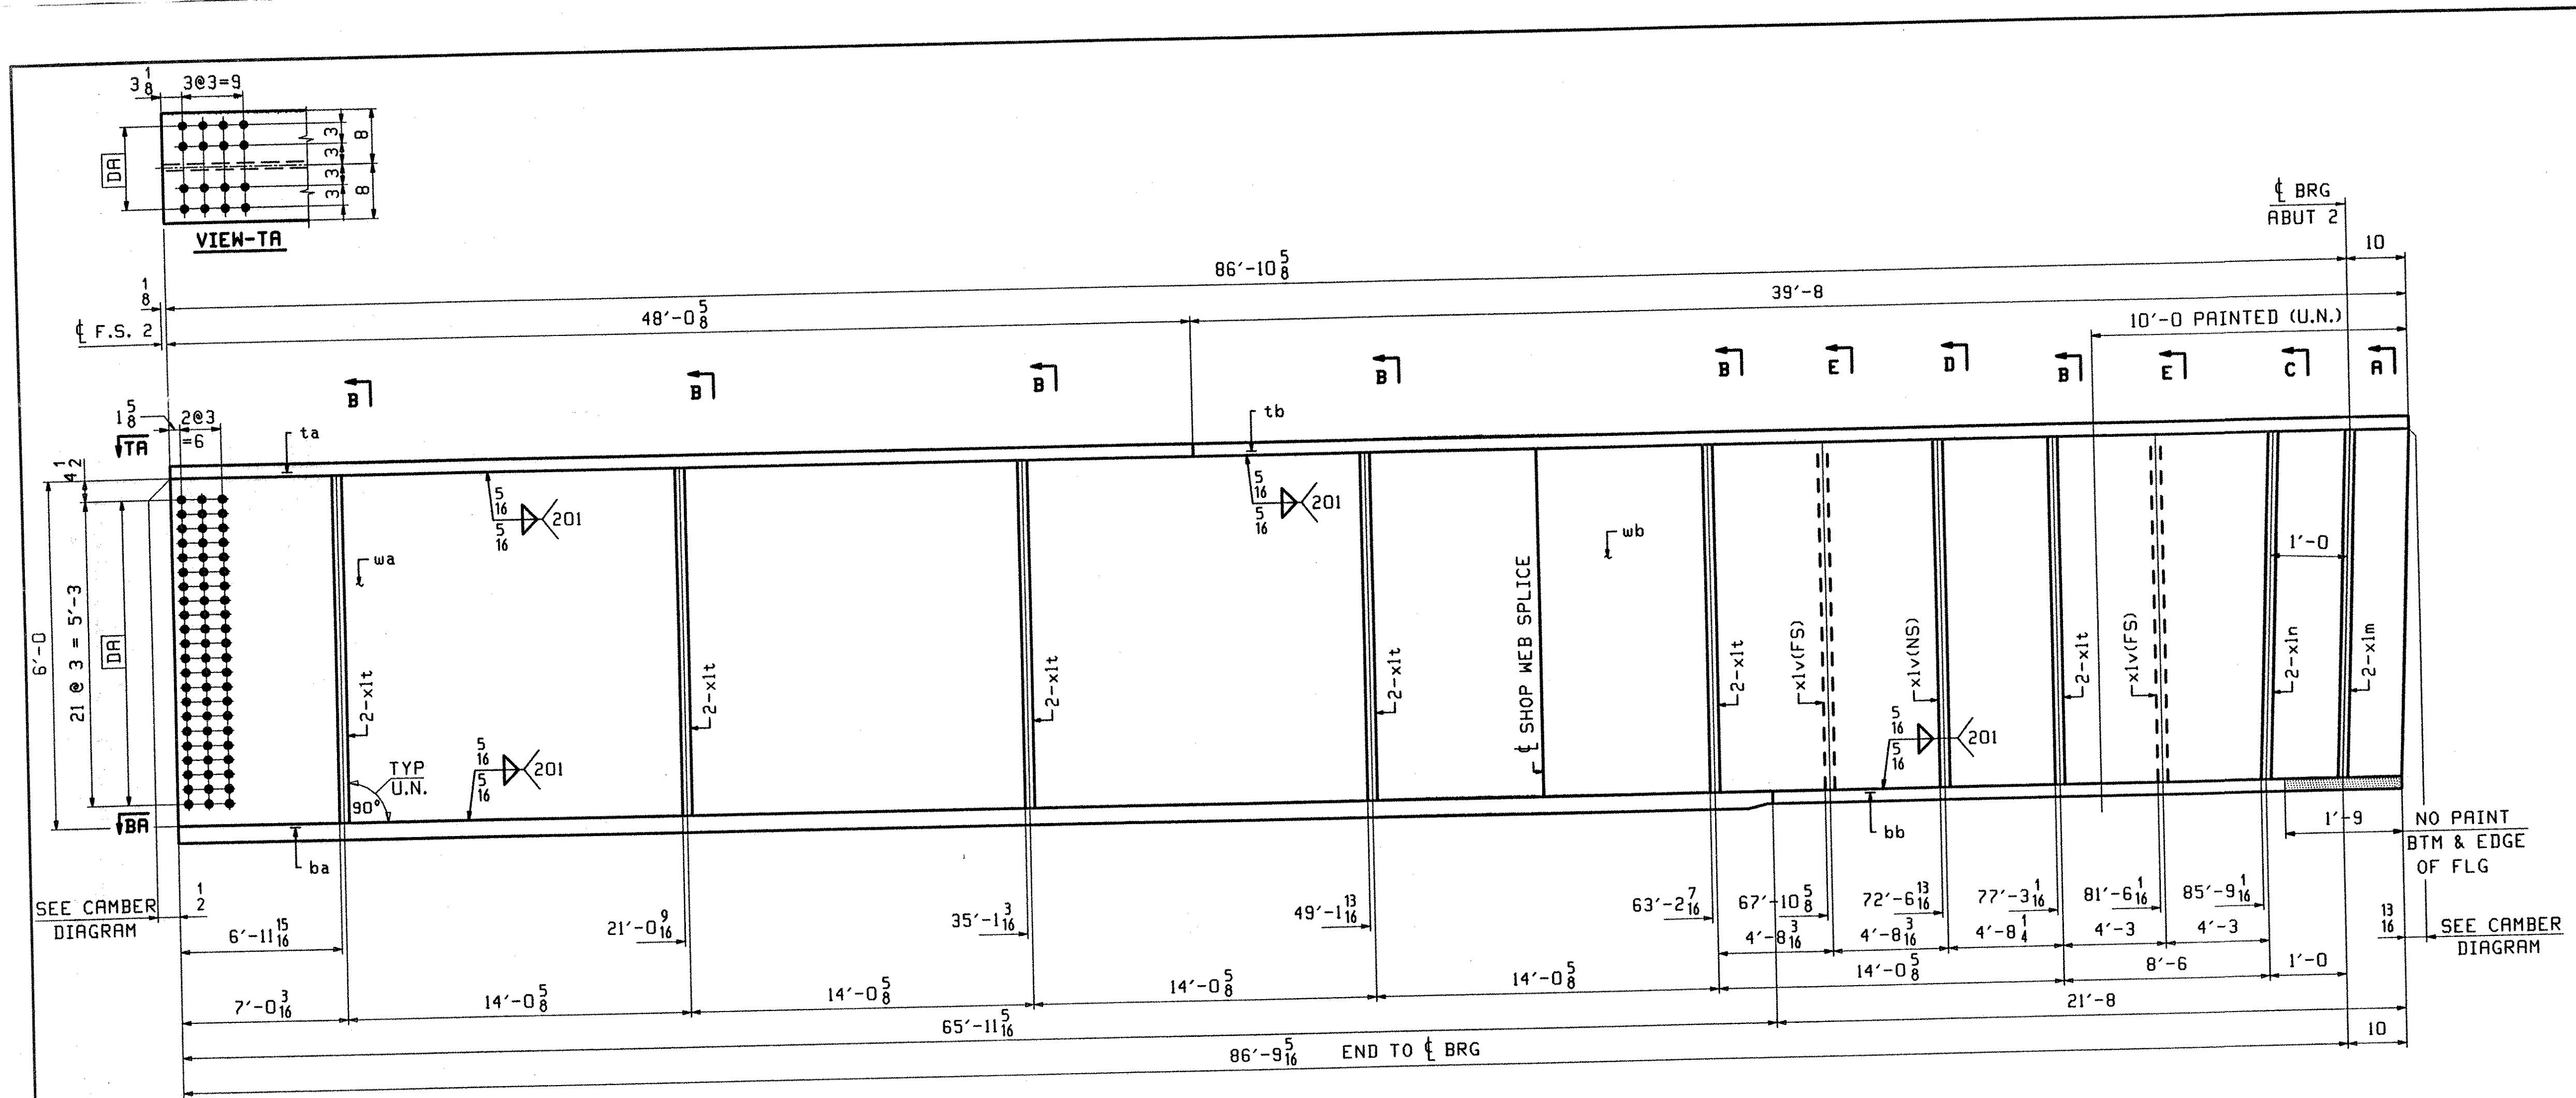 3 1/8
3@3=9
DA
3
3
3
3
8
8
VIEW-TA
℄ BRG
ABUT 2
10
86′-10 5/8
1/8
℄ F.S. 2
48′-0 5/8
39′-8
10′-0 PAINTED (U.N.)
B
B
B
B
B
E
D
B
E
C
A
1 5/8
2@3
=6
TA
ta
tb
4 1/2
5/16
5/16
201
5/16
5/16
201
wa
wb
6′-0
21 @ 3 = 5′-3
DA
2-x1t
2-x1t
2-x1t
2-x1t
℄ SHOP WEB SPLICE
2-x1t
x1v(FS)
x1v(NS)
2-x1t
x1v(FS)
2-x1n
2-x1m
1′-0
TYP
U.N.
90°
5/16
5/16
201
5/16
5/16
201
BA
ba
bb
1′-9
NO PAINT
BTM & EDGE
OF FLG
SEE CAMBER
DIAGRAM
1/2
6′-11 15/16
21′-0 9/16
35′-1 3/16
49′-1 13/16
63′-2 7/16
67′-10 5/8
72′-6 13/16
77′-3 1/16
81′-6 1/16
85′-9 1/16
13/16
SEE CAMBER
DIAGRAM
4′-8 3/16
4′-8 3/16
4′-8 1/4
4′-3
4′-3
7′-0 3/16
14′-0 5/8
14′-0 5/8
14′-0 5/8
14′-0 5/8
14′-0 5/8
8′-6
1′-0
65′-11 5/16
21′-8
86′-9 5/16 END TO ℄ BRG
10